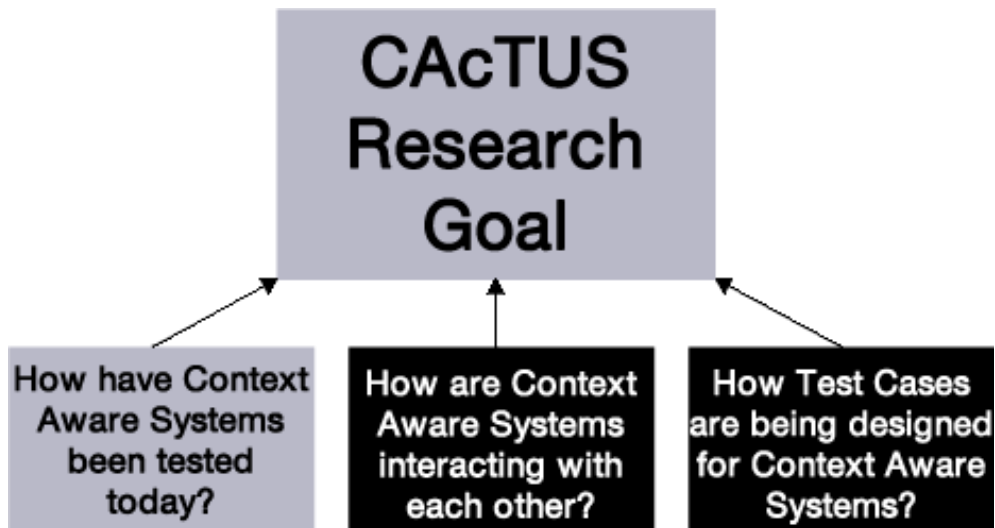 CAcTUS
Research
Goal
How have Context
Aware Systems
been tested
today?
How are Context
Aware Systems
interacting with
each other?
How Test Cases
are being designed
for Context Aware
Systems?